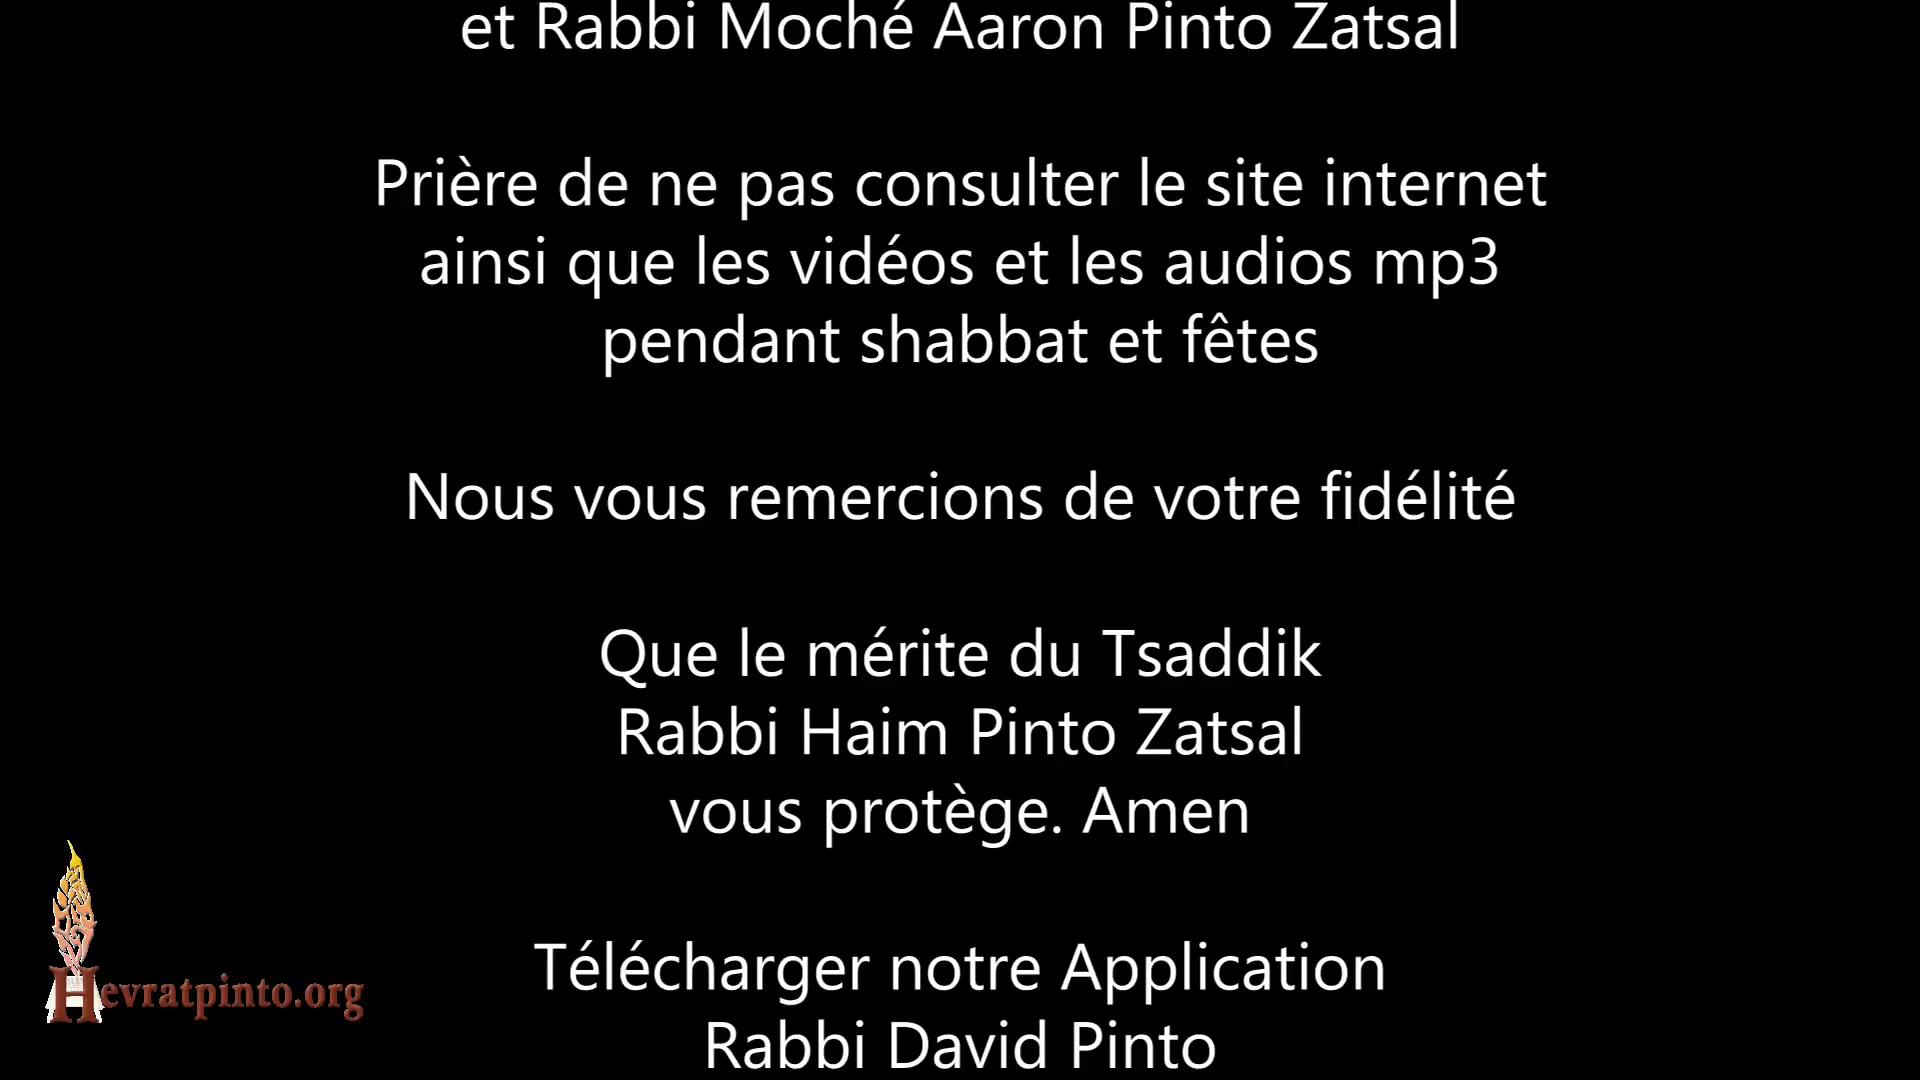 et Rabbi Moché Aaron Pinto Zatsal
Prière de ne pas consulter le site internet
ainsi que les vidéos et les audios mp3
pendant shabbat et fêtes
Nous vous remercions de votre fidélité
Que le mérite du Tsaddik
Rabbi Haim Pinto Zatsal
vous protège. Amen
Télécharger notre Application
Rabbi David Pinto
Hevratpinto.org